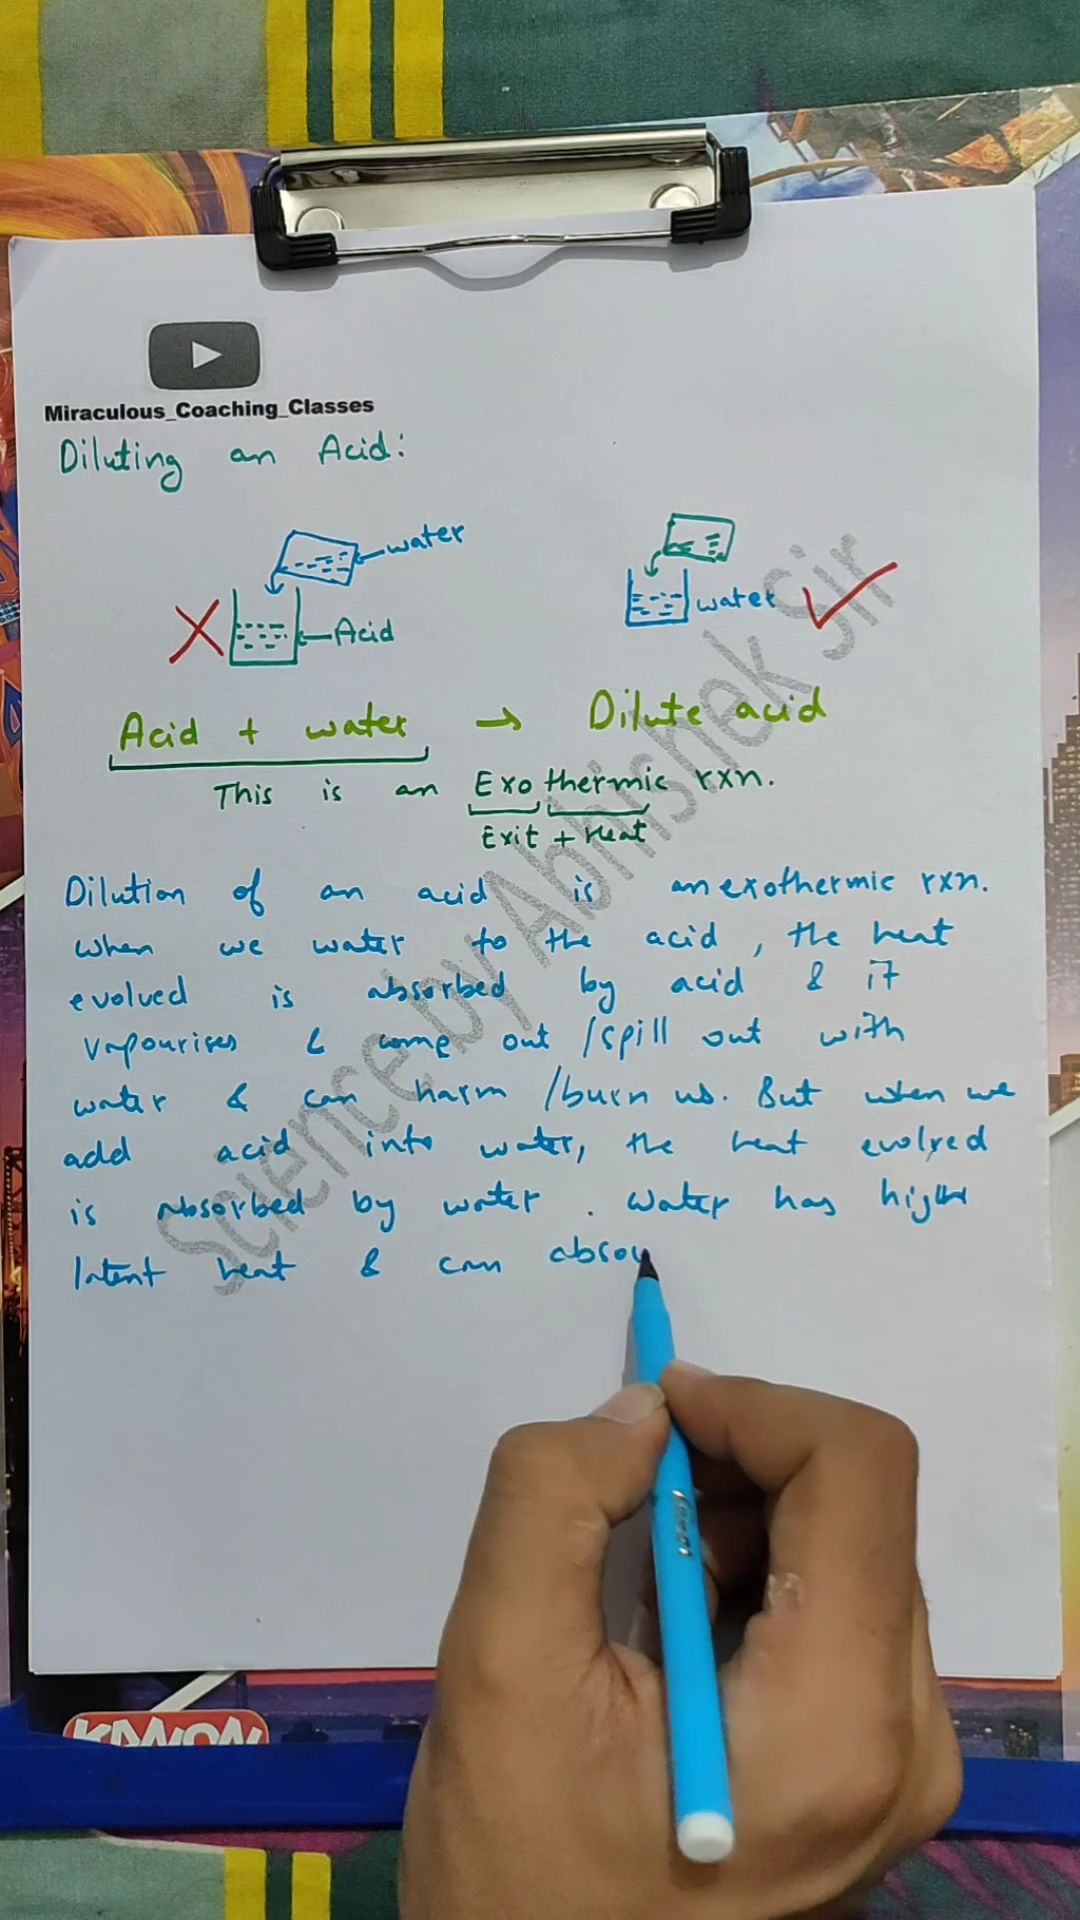 Miraculous_Coaching_Classes
Diluting an Acid:
water
Acid
water
Acid + water → Dilute acid
This is an Exothermic rxn.
Exit + Heat
Dilution of an acid is an exothermic rxn.
when we water to the acid, the heat
evolved is absorbed by acid & it
vapourises & come out /spill out with
water & can harm /burn us. But when we
add acid into water, the heat evolved
is absorbed by water. Water has high
latent heat & can absor
Science by Abhishek Sir